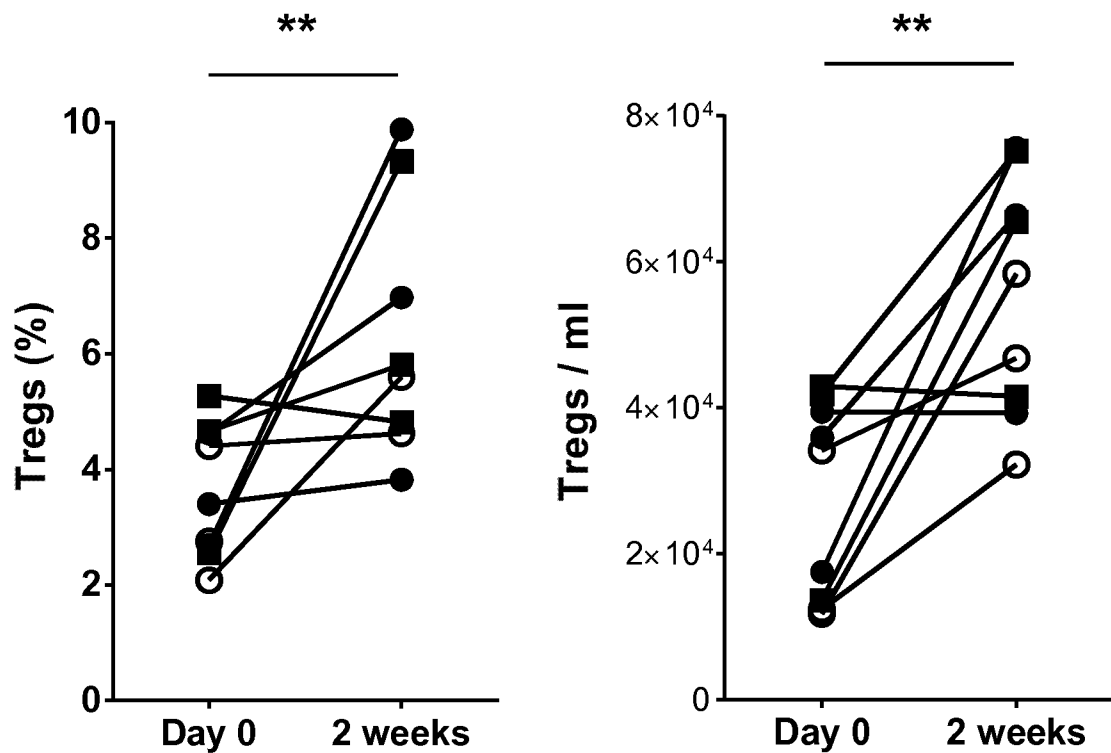 **
**
10
8
6
4
2
0
Tregs (%)
Day 0
2 weeks
8×10⁴
6×10⁴
4×10⁴
2×10⁴
0
Tregs / ml
Day 0
2 weeks